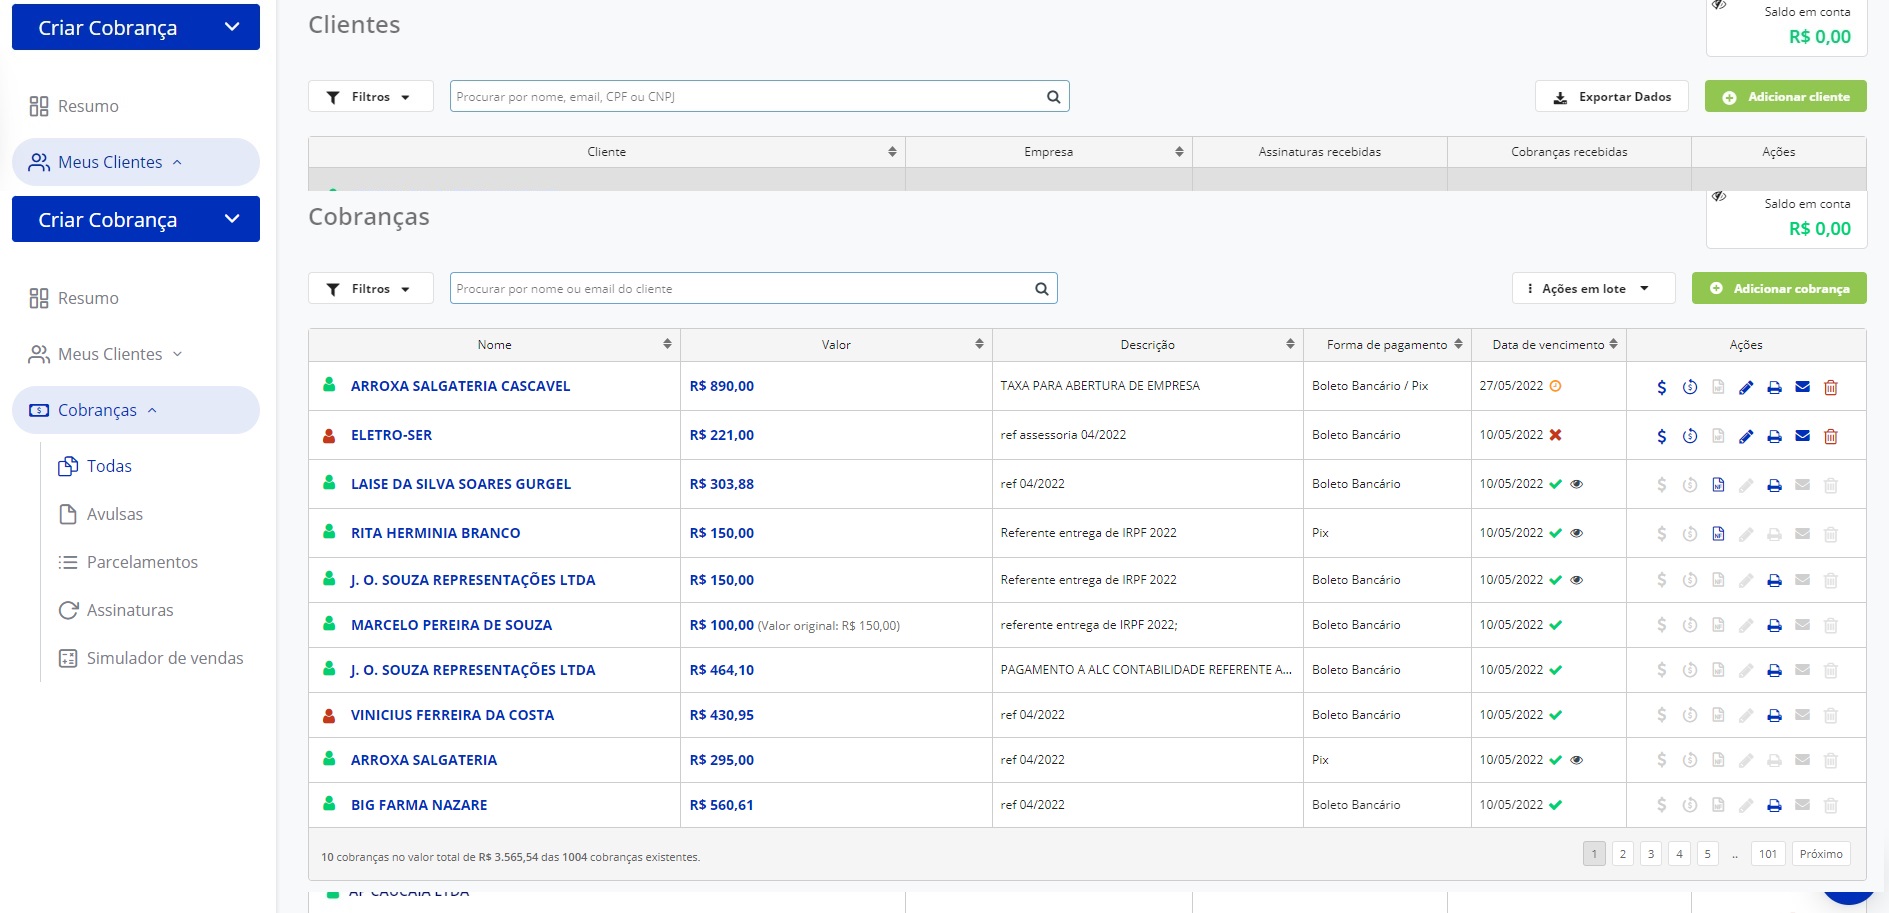 Criar Cobrança
Clientes
Saldo em conta
R$ 0,00
Resumo
Filtros
Procurar por nome, email, CPF ou CNPJ
Exportar Dados
Adicionar cliente
Meus Clientes
Cliente
Empresa
Assinaturas recebidas
Cobranças recebidas
Ações
Criar Cobrança
Cobranças
Saldo em conta
R$ 0,00
Resumo
Filtros
Procurar por nome ou email do cliente
Ações em lote
Adicionar cobrança
Meus Clientes
Cobranças
Todas
Avulsas
Parcelamentos
Assinaturas
Simulador de vendas
Nome Valor Descrição Forma de pagamento Data de vencimento Ações
ARROXA SALGATERIA CASCAVEL R$ 890,00 TAXA PARA ABERTURA DE EMPRESA Boleto Bancário / Pix 27/05/2022
ELETRO-SER R$ 221,00 ref assessoria 04/2022 Boleto Bancário 10/05/2022
LAISE DA SILVA SOARES GURGEL R$ 303,88 ref 04/2022 Boleto Bancário 10/05/2022
RITA HERMINIA BRANCO R$ 150,00 Referente entrega de IRPF 2022 Pix 10/05/2022
J. O. SOUZA REPRESENTAÇÕES LTDA R$ 150,00 Referente entrega de IRPF 2022 Boleto Bancário 10/05/2022
MARCELO PEREIRA DE SOUZA R$ 100,00 (Valor original: R$ 150,00) referente entrega de IRPF 2022; Boleto Bancário 10/05/2022
J. O. SOUZA REPRESENTAÇÕES LTDA R$ 464,10 PAGAMENTO A ALC CONTABILIDADE REFERENTE A... Boleto Bancário 10/05/2022
VINICIUS FERREIRA DA COSTA R$ 430,95 ref 04/2022 Boleto Bancário 10/05/2022
ARROXA SALGATERIA R$ 295,00 ref 04/2022 Pix 10/05/2022
BIG FARMA NAZARE R$ 560,61 ref 04/2022 Boleto Bancário 10/05/2022
10 cobranças no valor total de R$ 3.565,54 das 1004 cobranças existentes.
1 2 3 4 5 .. 101 Próximo
AP CAUCAIA LTDA